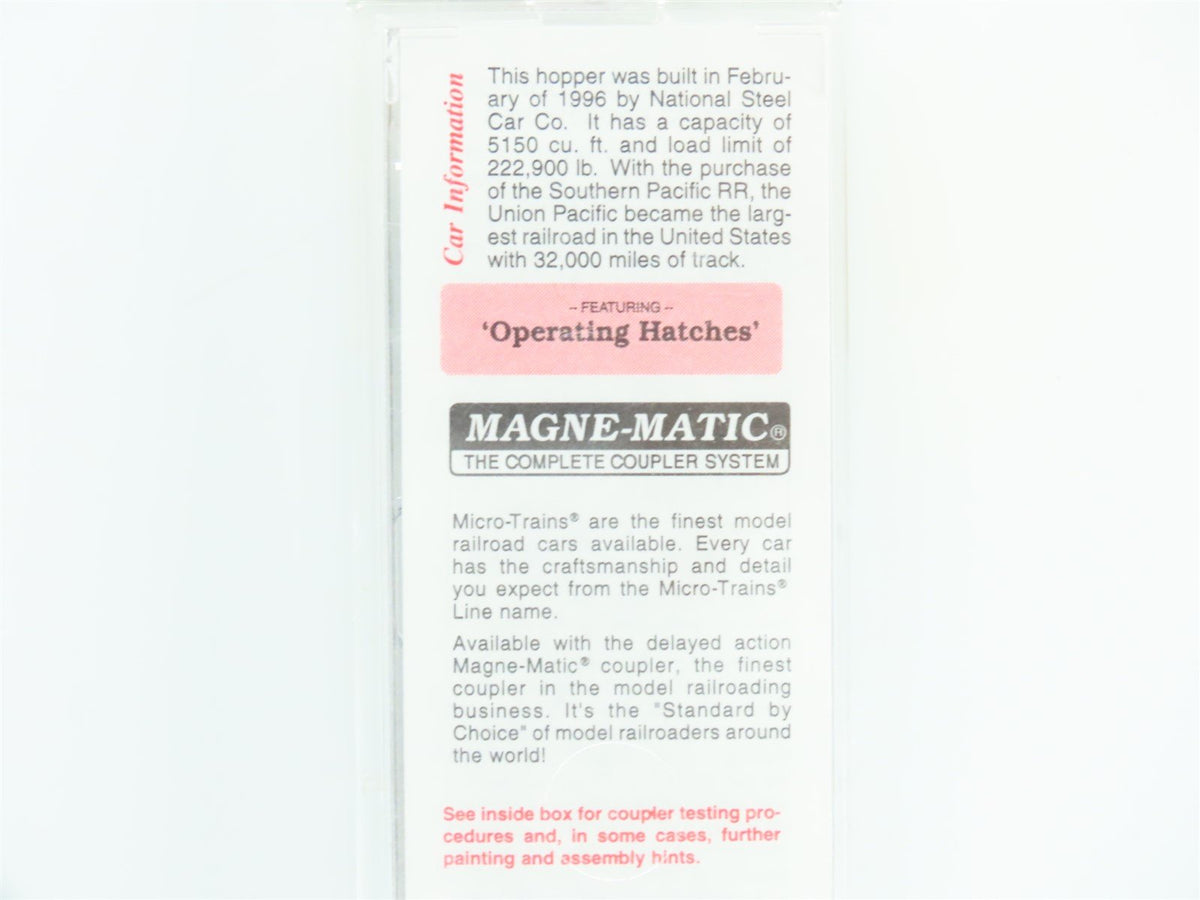 Car Information
This hopper was built in Febru-
ary of 1996 by National Steel
Car Co. It has a capacity of
5150 cu. ft. and load limit of
222,900 lb. With the purchase
of the Southern Pacific RR, the
Union Pacific became the larg-
est railroad in the United States
with 32,000 miles of track.
-- FEATURING --
'Operating Hatches'
MAGNE-MATIC®
THE COMPLETE COUPLER SYSTEM
Micro-Trains® are the finest model
railroad cars available. Every car
has the craftsmanship and detail
you expect from the Micro-Trains®
Line name.
Available with the delayed action
Magne-Matic® coupler, the finest
coupler in the model railroading
business. It's the "Standard by
Choice" of model railroaders around
the world!
See inside box for coupler testing pro-
cedures and, in some cases, further
painting and assembly hints.